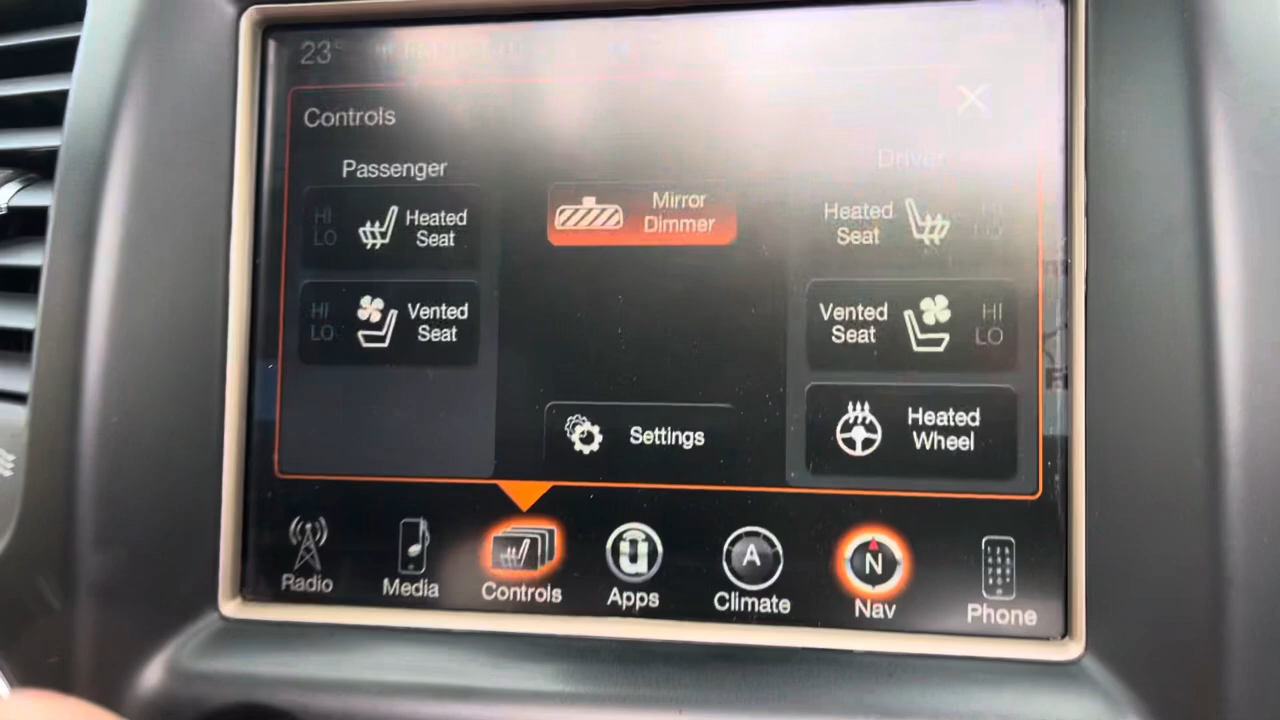 23°
Controls
Passenger
Driver
HI
LO
Heated
Seat
Mirror
Dimmer
Heated
Seat
HI
LO
HI
LO
Vented
Seat
Vented
Seat
HI
LO
Settings
Heated
Wheel
Radio
Media
Controls
Apps
A
Climate
N
Nav
Phone